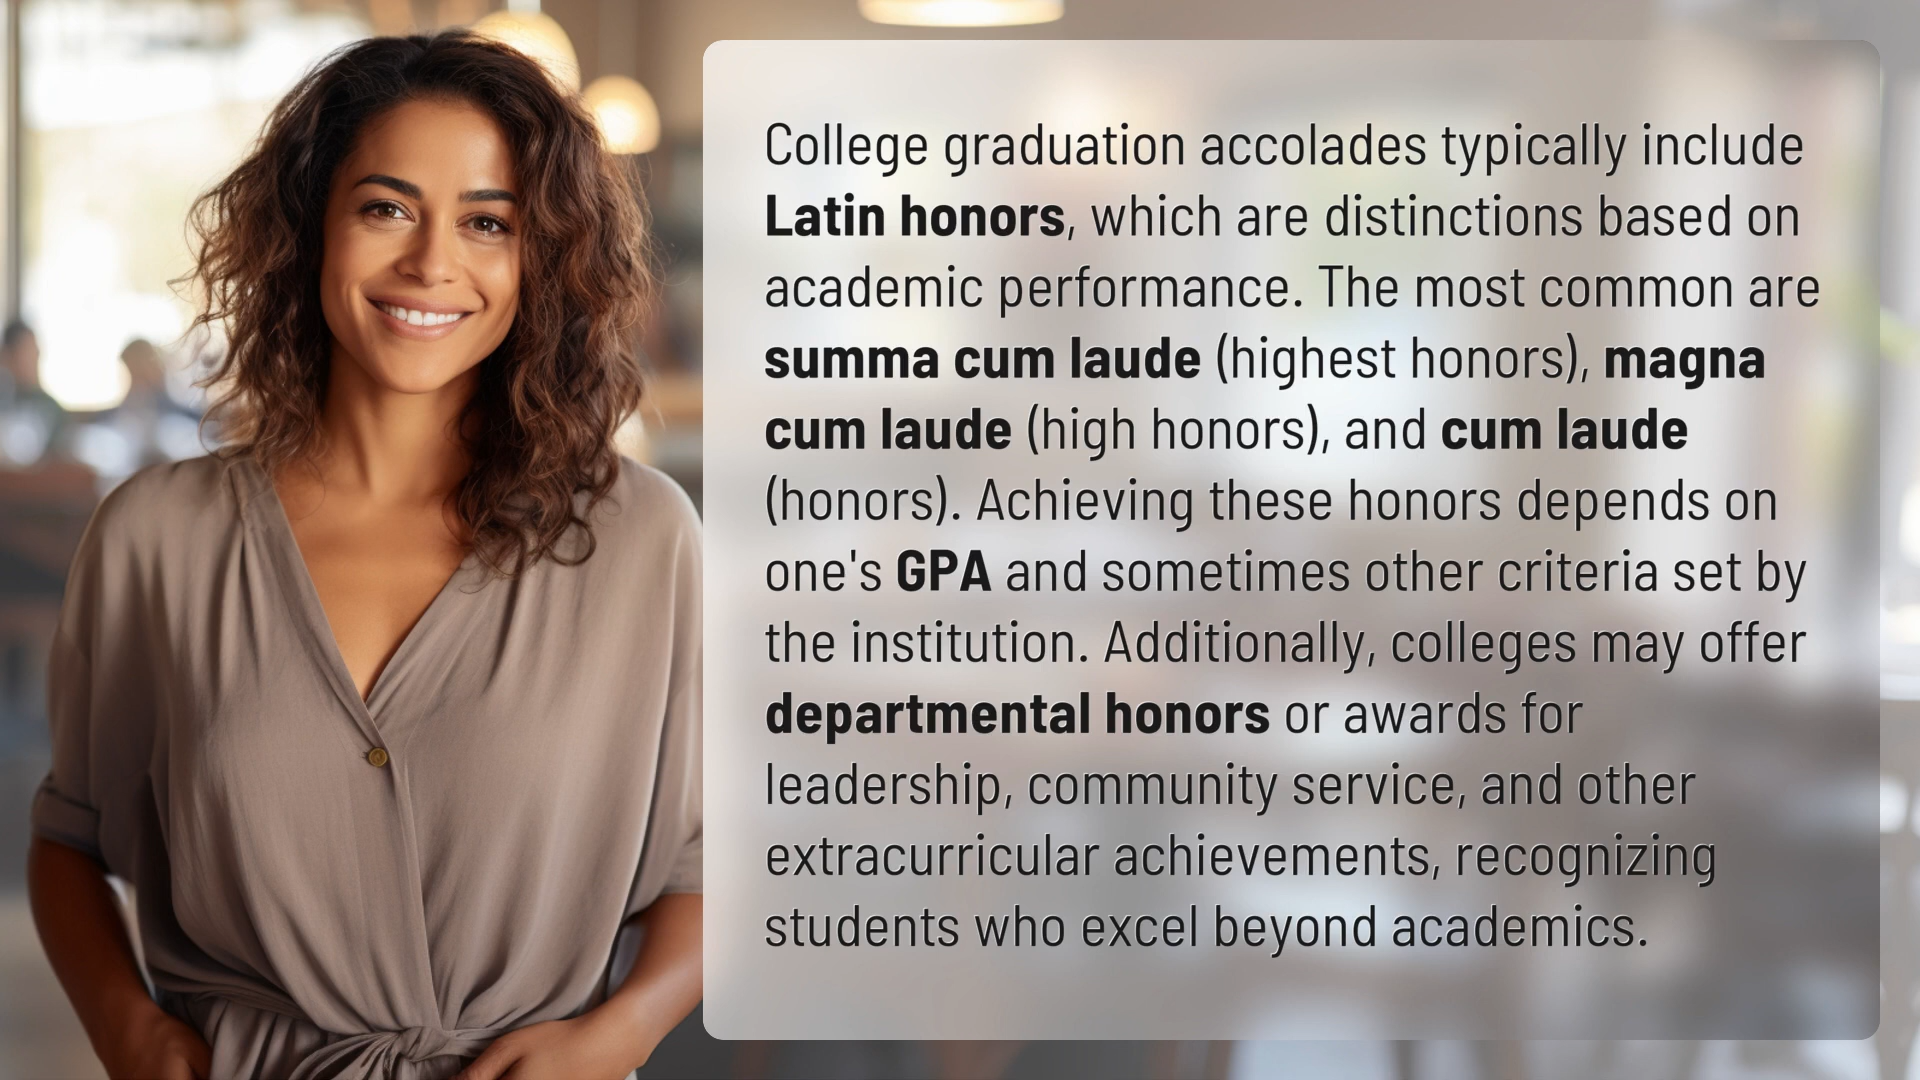 College graduation accolades typically include
Latin honors, which are distinctions based on
academic performance. The most common are
summa cum laude (highest honors), magna
cum laude (high honors), and cum laude
(honors). Achieving these honors depends on
one's GPA and sometimes other criteria set by
the institution. Additionally, colleges may offer
departmental honors or awards for
leadership, community service, and other
extracurricular achievements, recognizing
students who excel beyond academics.